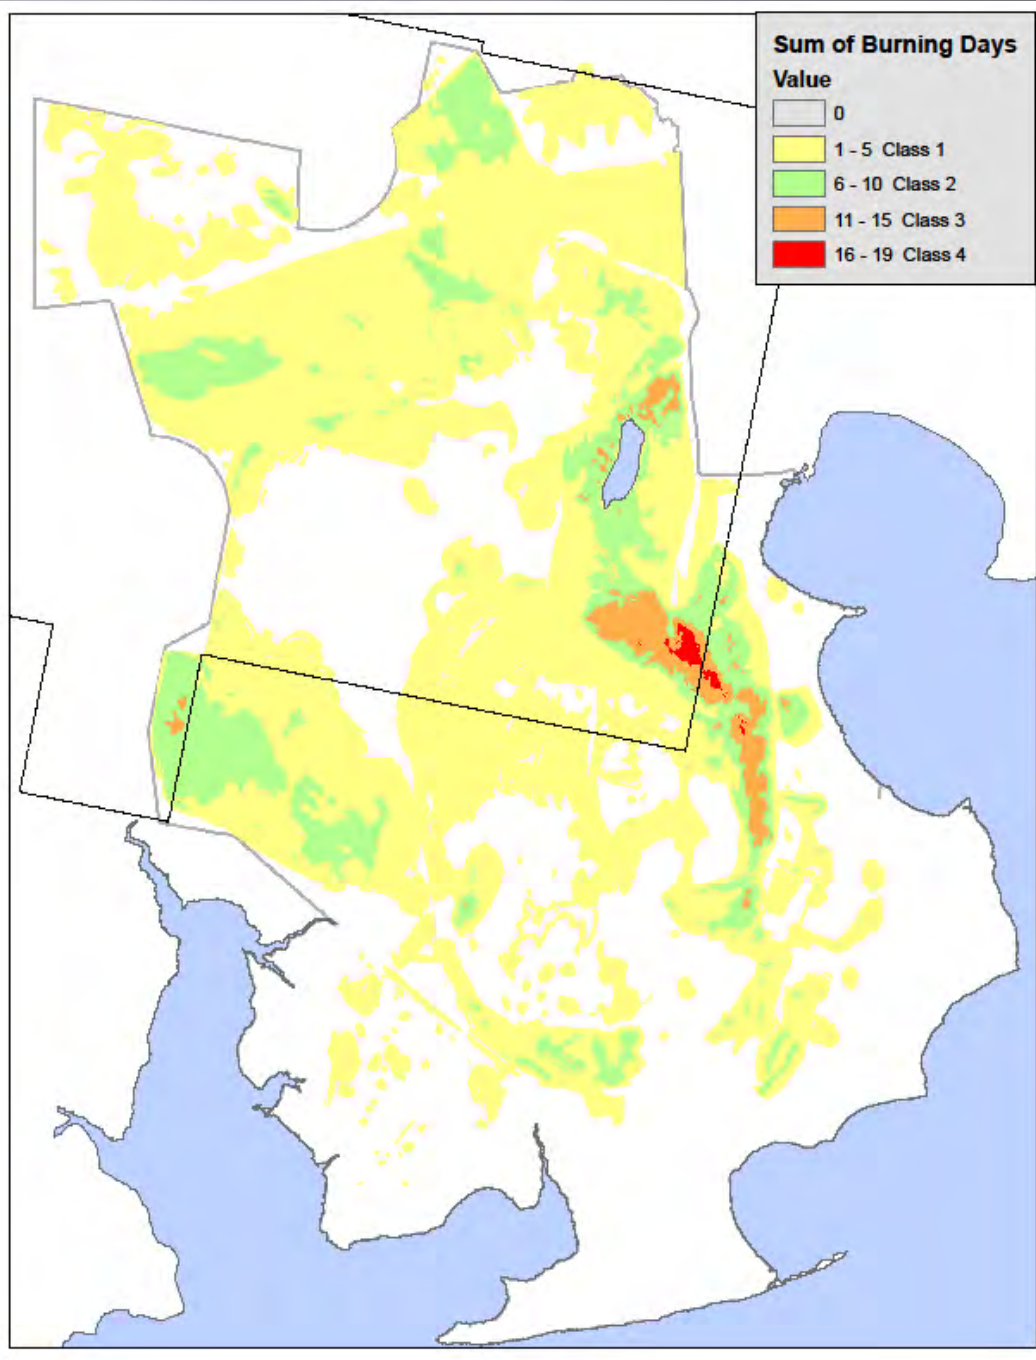 Sum of Burning Days
Value
0
1 - 5 Class 1
6 - 10 Class 2
11 - 15 Class 3
16 - 19 Class 4